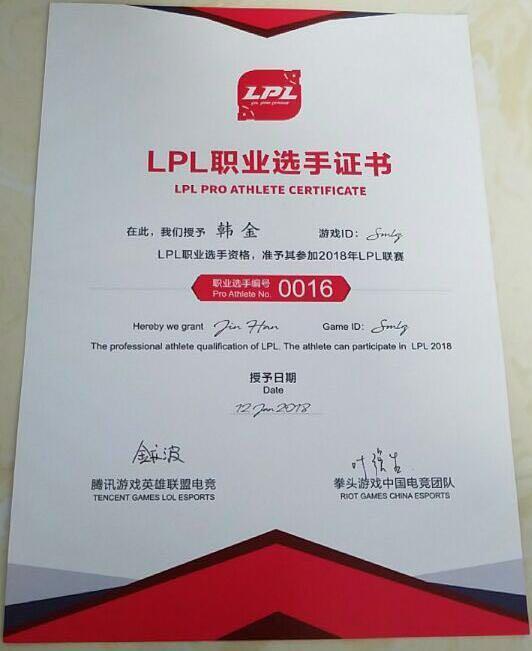 LPL
LPL职业选手证书
LPL PRO ATHLETE CERTIFICATE
在此，我们授予 韩金 游戏ID： Smlz
LPL职业选手资格，准予其参加2018年LPL联赛
职业选手编号 0016
Pro Athlete No.
Hereby we grant Jin Han Game ID: Smlz
The professional athlete qualification of LPL. The athlete can participate in LPL 2018
授予日期
Date
12 Jan 2018
腾讯游戏英雄联盟电竞 拳头游戏中国电竞团队
TENCENT GAMES LOL ESPORTS RIOT GAMES CHINA ESPORTS